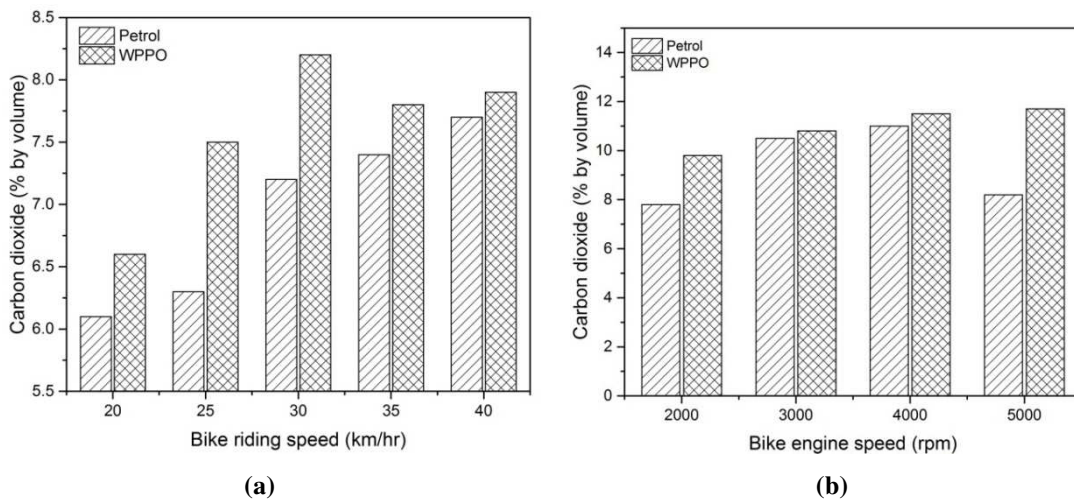 8.5
8.0
7.5
7.0
6.5
6.0
5.5
Carbon dioxide (% by volume)
Petrol
WPPO
20 25 30 35 40
Bike riding speed (km/hr)
(a)
14
12
10
8
6
4
2
0
Carbon dioxide (% by volume)
Petrol
WPPO
2000 3000 4000 5000
Bike engine speed (rpm)
(b)